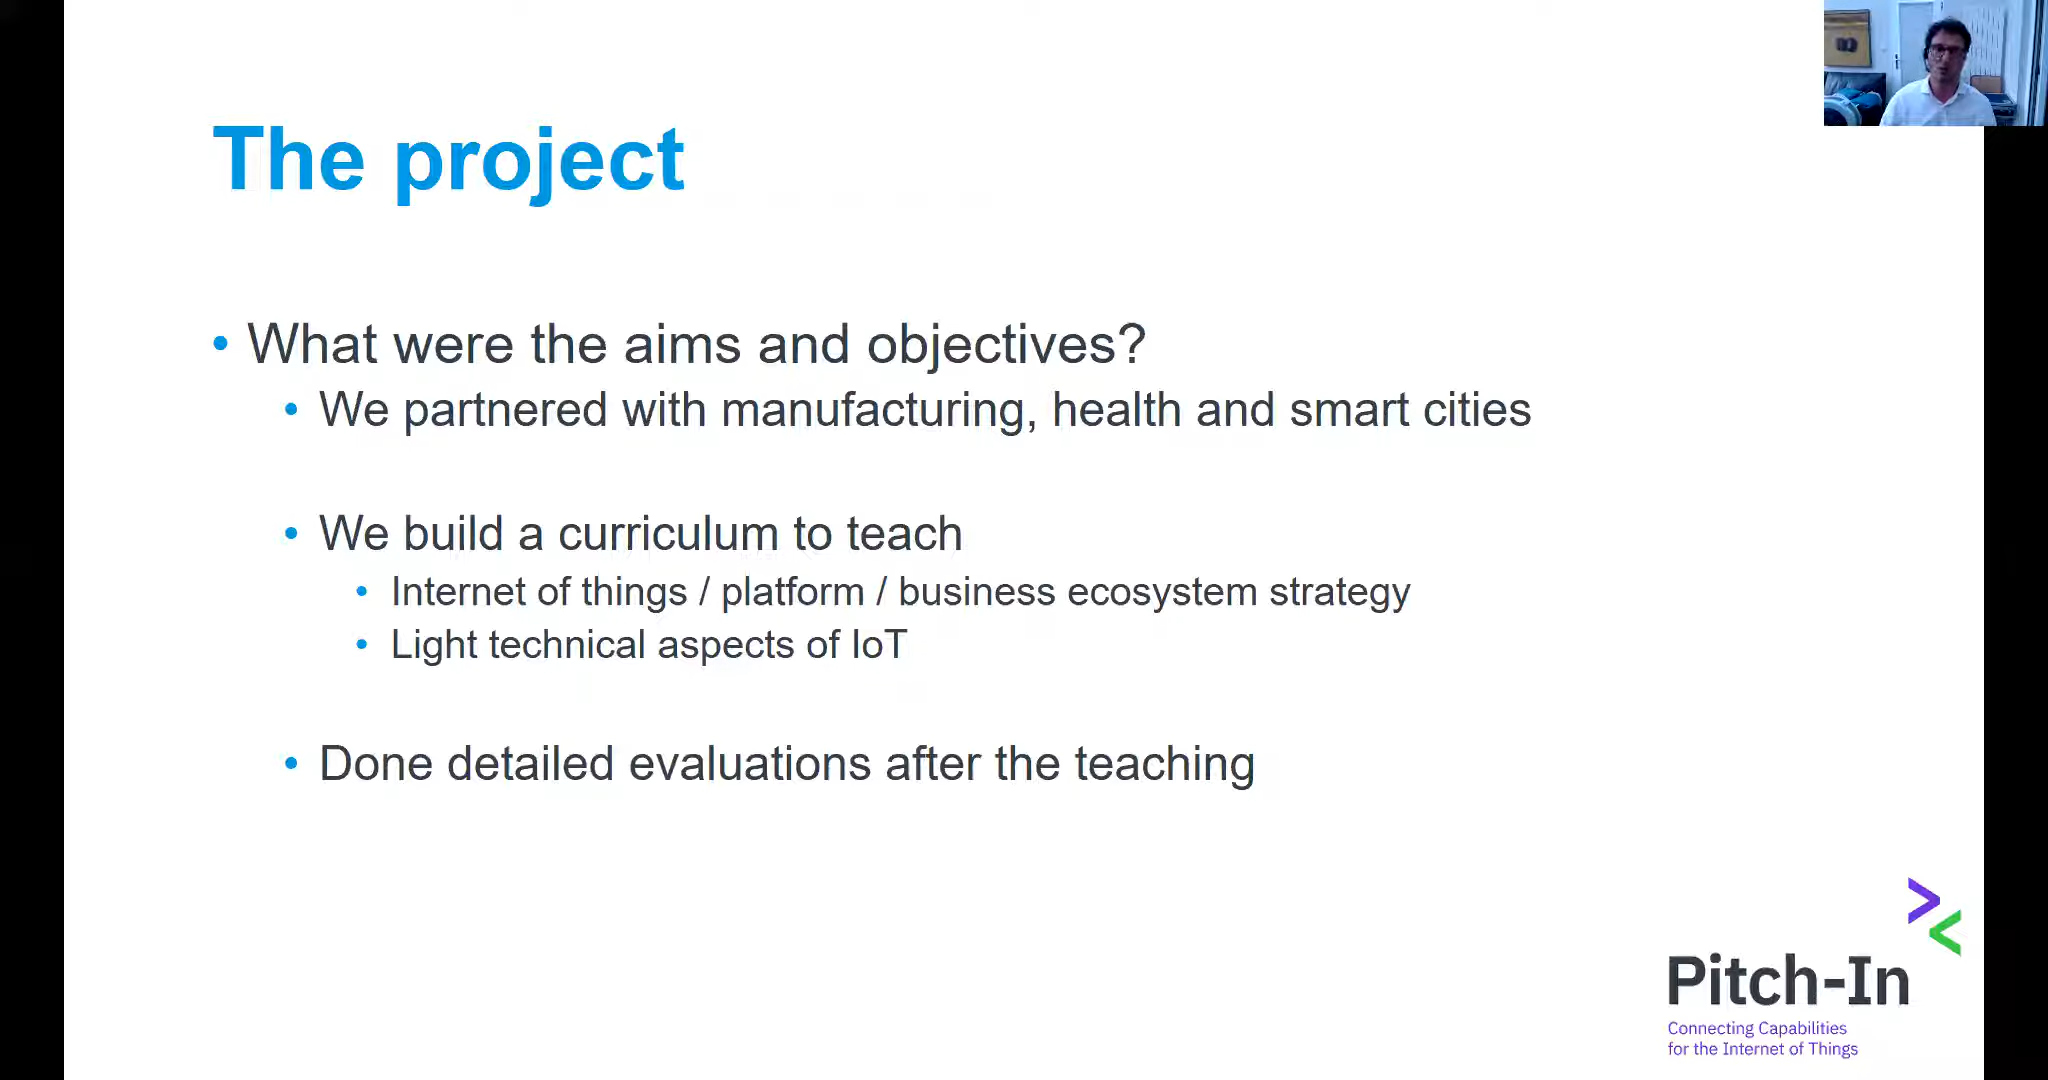 The project
• What were the aims and objectives?
• We partnered with manufacturing, health and smart cities
• We build a curriculum to teach
• Internet of things / platform / business ecosystem strategy
• Light technical aspects of IoT
• Done detailed evaluations after the teaching
Pitch-In
Connecting Capabilities
for the Internet of Things